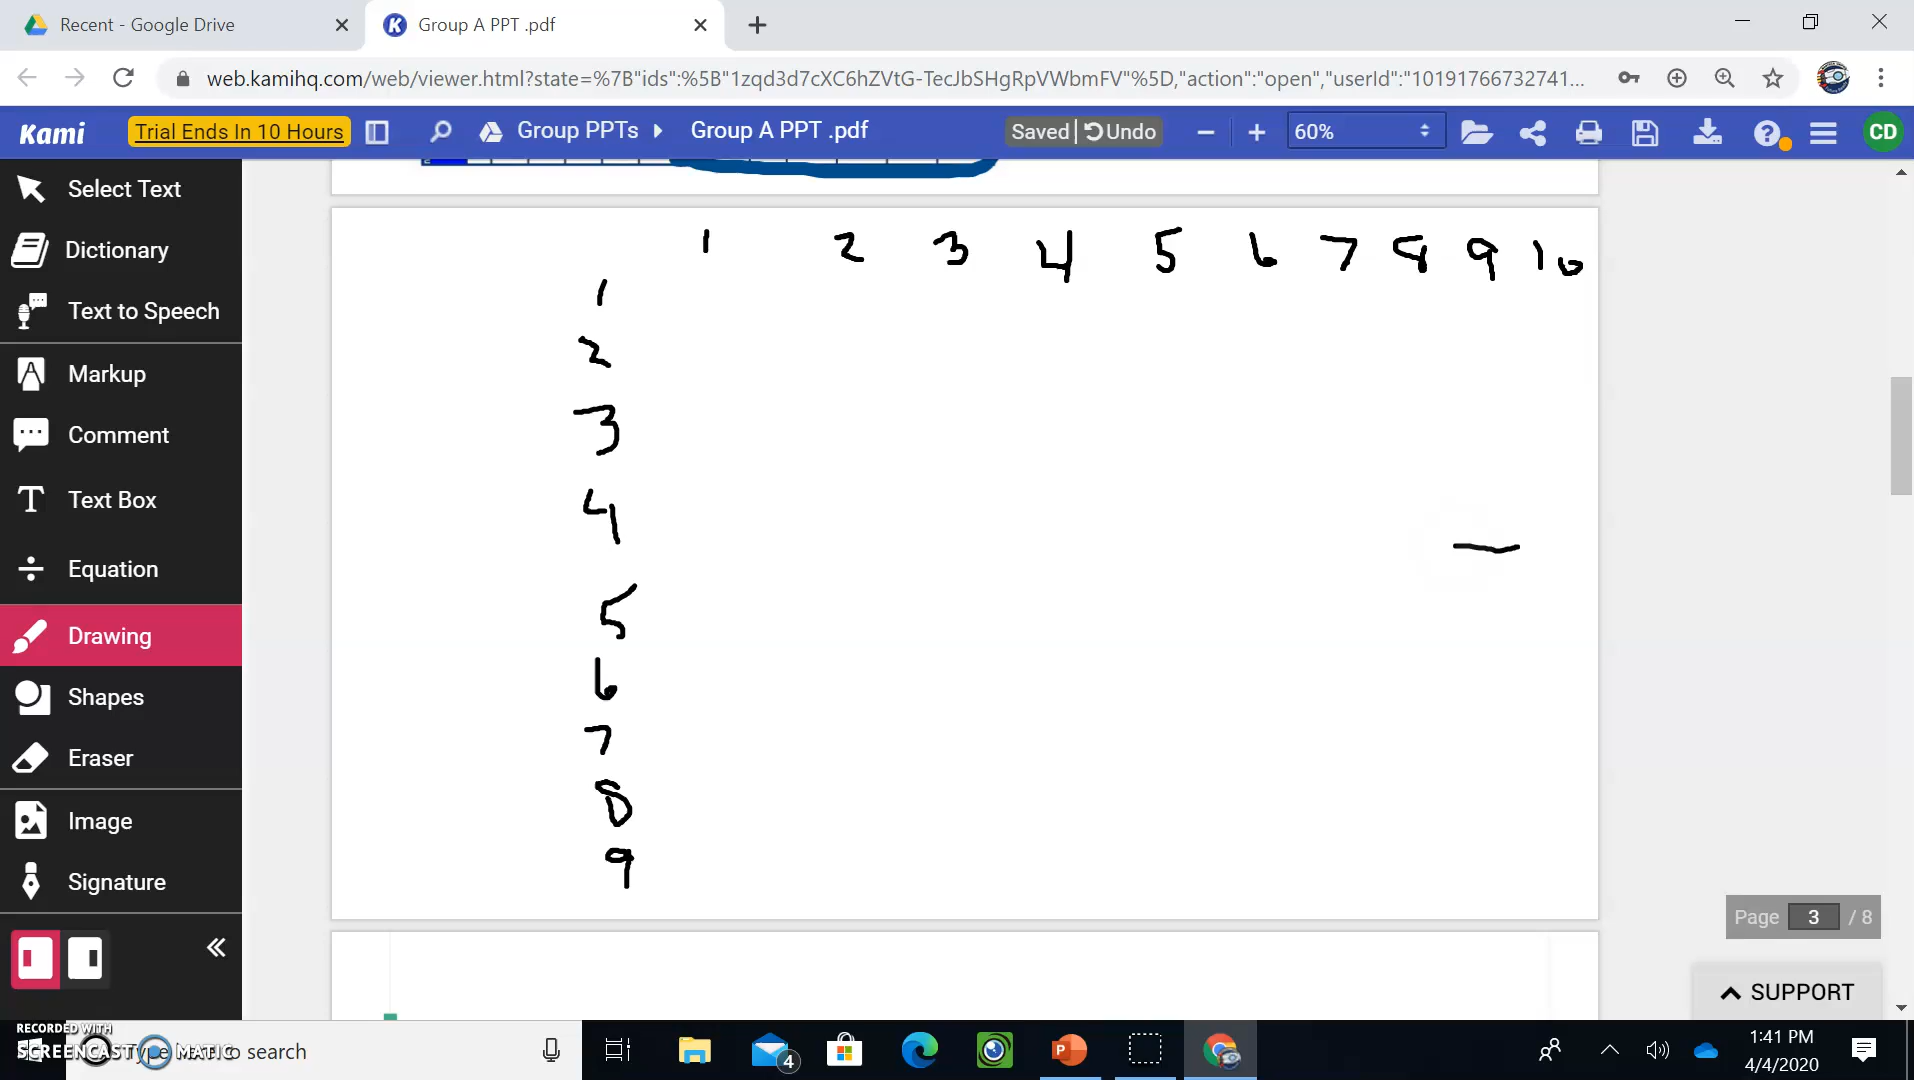 Recent - Google Drive
Group A PPT .pdf
web.kamihq.com/web/viewer.html?state=%7B"ids":%5B"1zqd3d7cXC6hZVtG-TecJbSHgRpVWbmFV"%5D,"action":"open","userId":"10191766732741...
Kami
Trial Ends In 10 Hours
Group PPTs
Group A PPT .pdf
Saved
Undo
60%
CD
Select Text
Dictionary
Text to Speech
Markup
Comment
Text Box
Equation
Drawing
Shapes
Eraser
Image
Signature
1 2 3 4 5 6 7 8 9 10
1
2
3
4
5
6
7
8
9
Page 3 / 8
SUPPORT
RECORDED WITH
SCREENCAST MATIC
Type to search
4
1:41 PM
4/4/2020